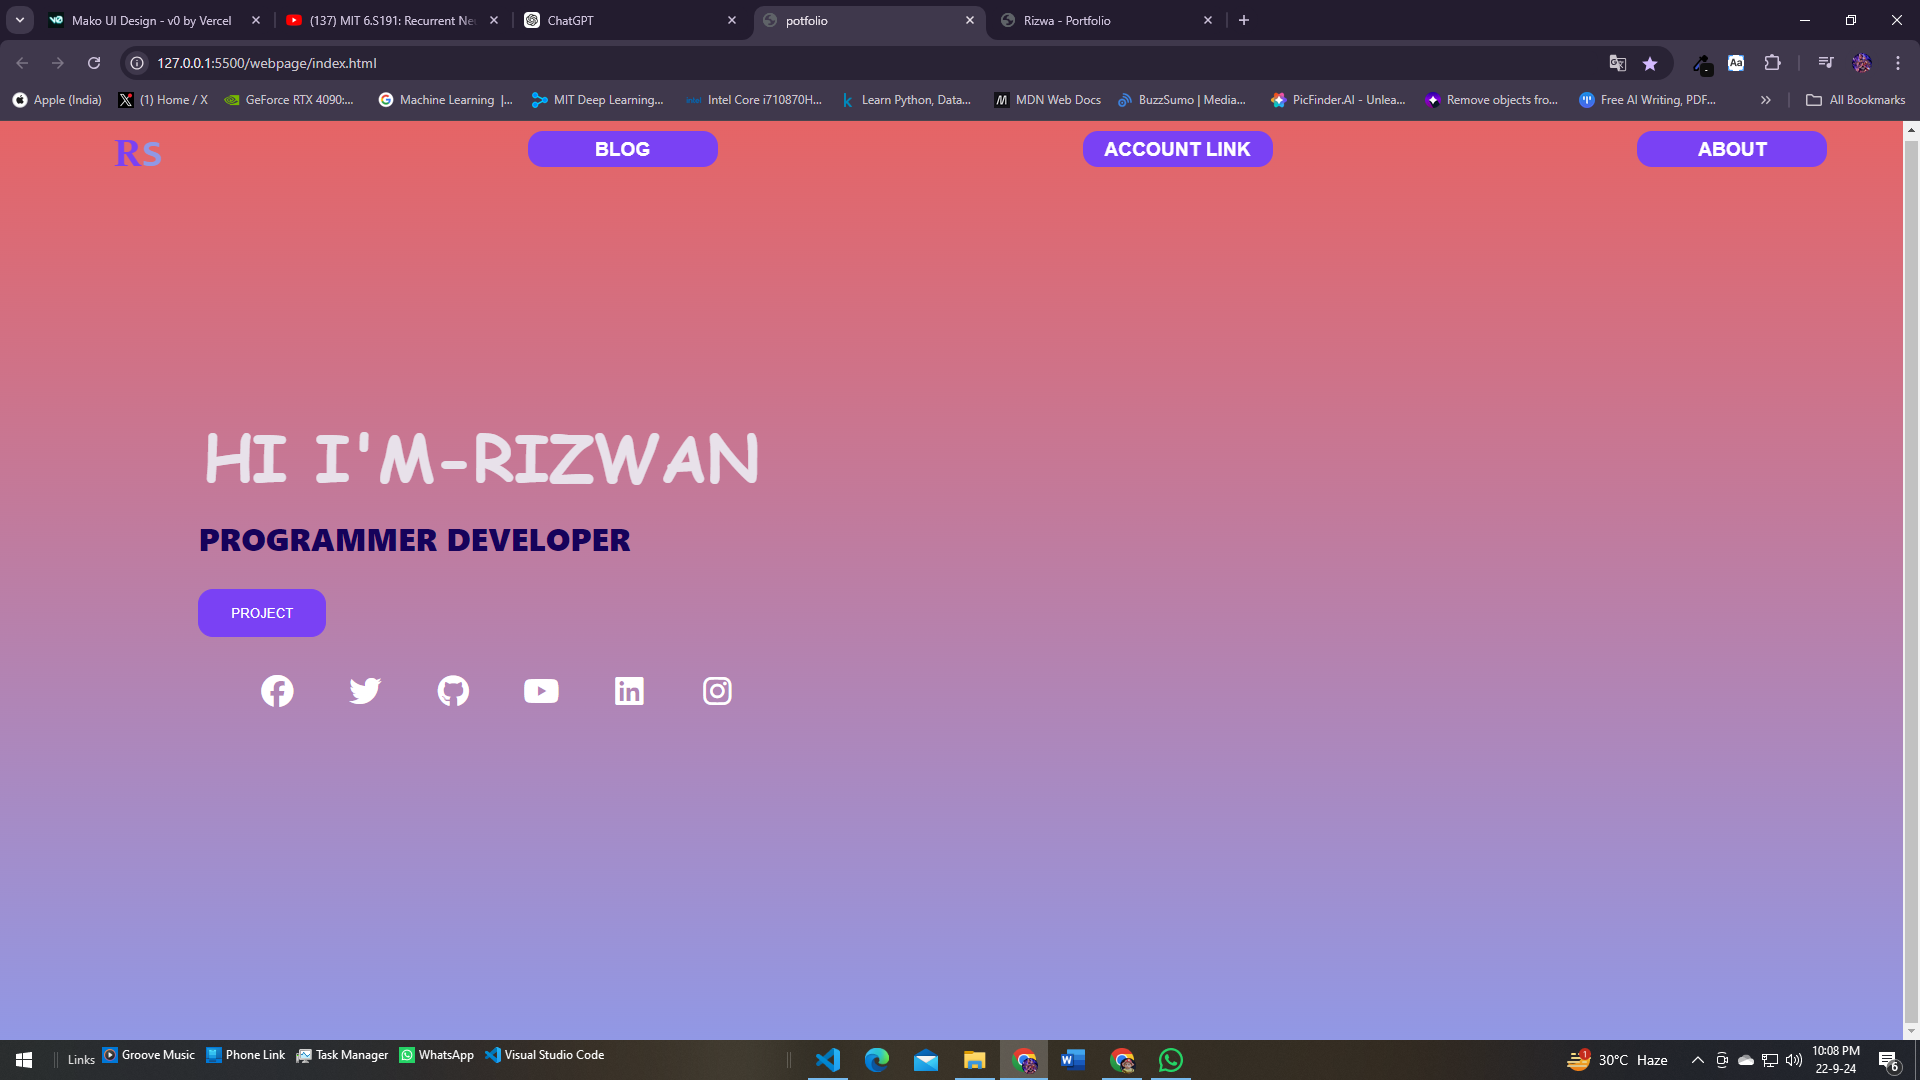 Mako UI Design - v0 by Vercel
(137) MIT 6.S191: Recurrent Ne
ChatGPT
potfolio
Rizwa - Portfolio
127.0.0.1:5500/webpage/index.html
Apple (India)
(1) Home / X
GeForce RTX 4090:...
Machine Learning |...
MIT Deep Learning...
Intel Core i710870H...
Learn Python, Data...
MDN Web Docs
BuzzSumo | Media...
PicFinder.AI - Unlea...
Remove objects fro...
Free AI Writing, PDF...
All Bookmarks
RS
BLOG
ACCOUNT LINK
ABOUT
HI I'M-RIZWAN
PROGRAMMER DEVELOPER
PROJECT
Links
Groove Music
Phone Link
Task Manager
WhatsApp
Visual Studio Code
30°C Haze
10:08 PM
22-9-24
6